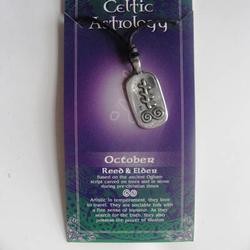 Celtic
Astrology
October
Reed & Elder
Based on the ancient Ogham
script carved on trees and in stone
during pre-christian times
Artistic in temperament, they love
to travel. They are sociable folk with
a fine sense of humour. As they
search for the truth, they also
possess the power of illusion